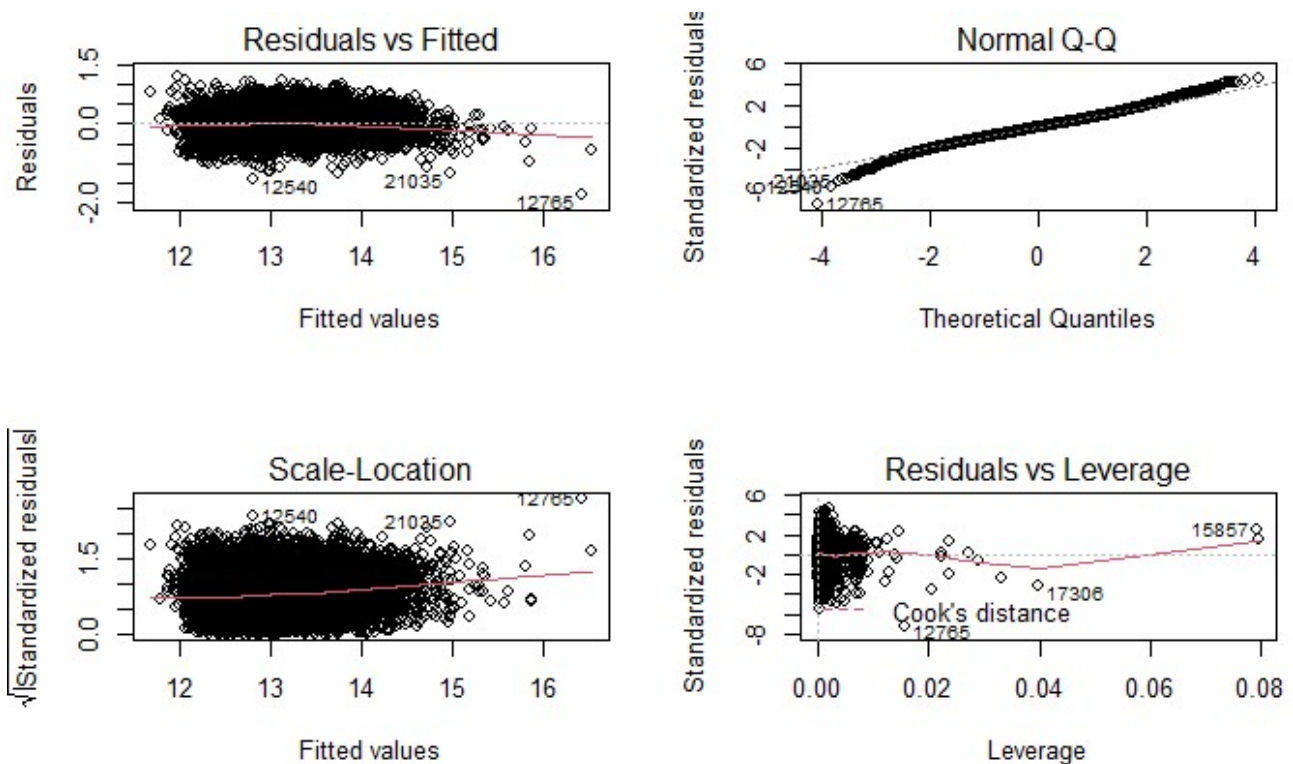 Residuals vs Fitted
Residuals
-2.0 0.0 1.5
12540
21035
12765
12 13 14 15 16
Fitted values
Normal Q-Q
Standardized residuals
-6 -2 2 6
21035
12540
12765
-4 -2 0 2 4
Theoretical Quantiles
Scale-Location
√|Standardized residuals|
0.0 1.5
12540
21035
12765
12 13 14 15 16
Fitted values
Residuals vs Leverage
Standardized residuals
-8 -2 2 6
15857
17306
Cook's distance
12765
0.00 0.02 0.04 0.06 0.08
Leverage